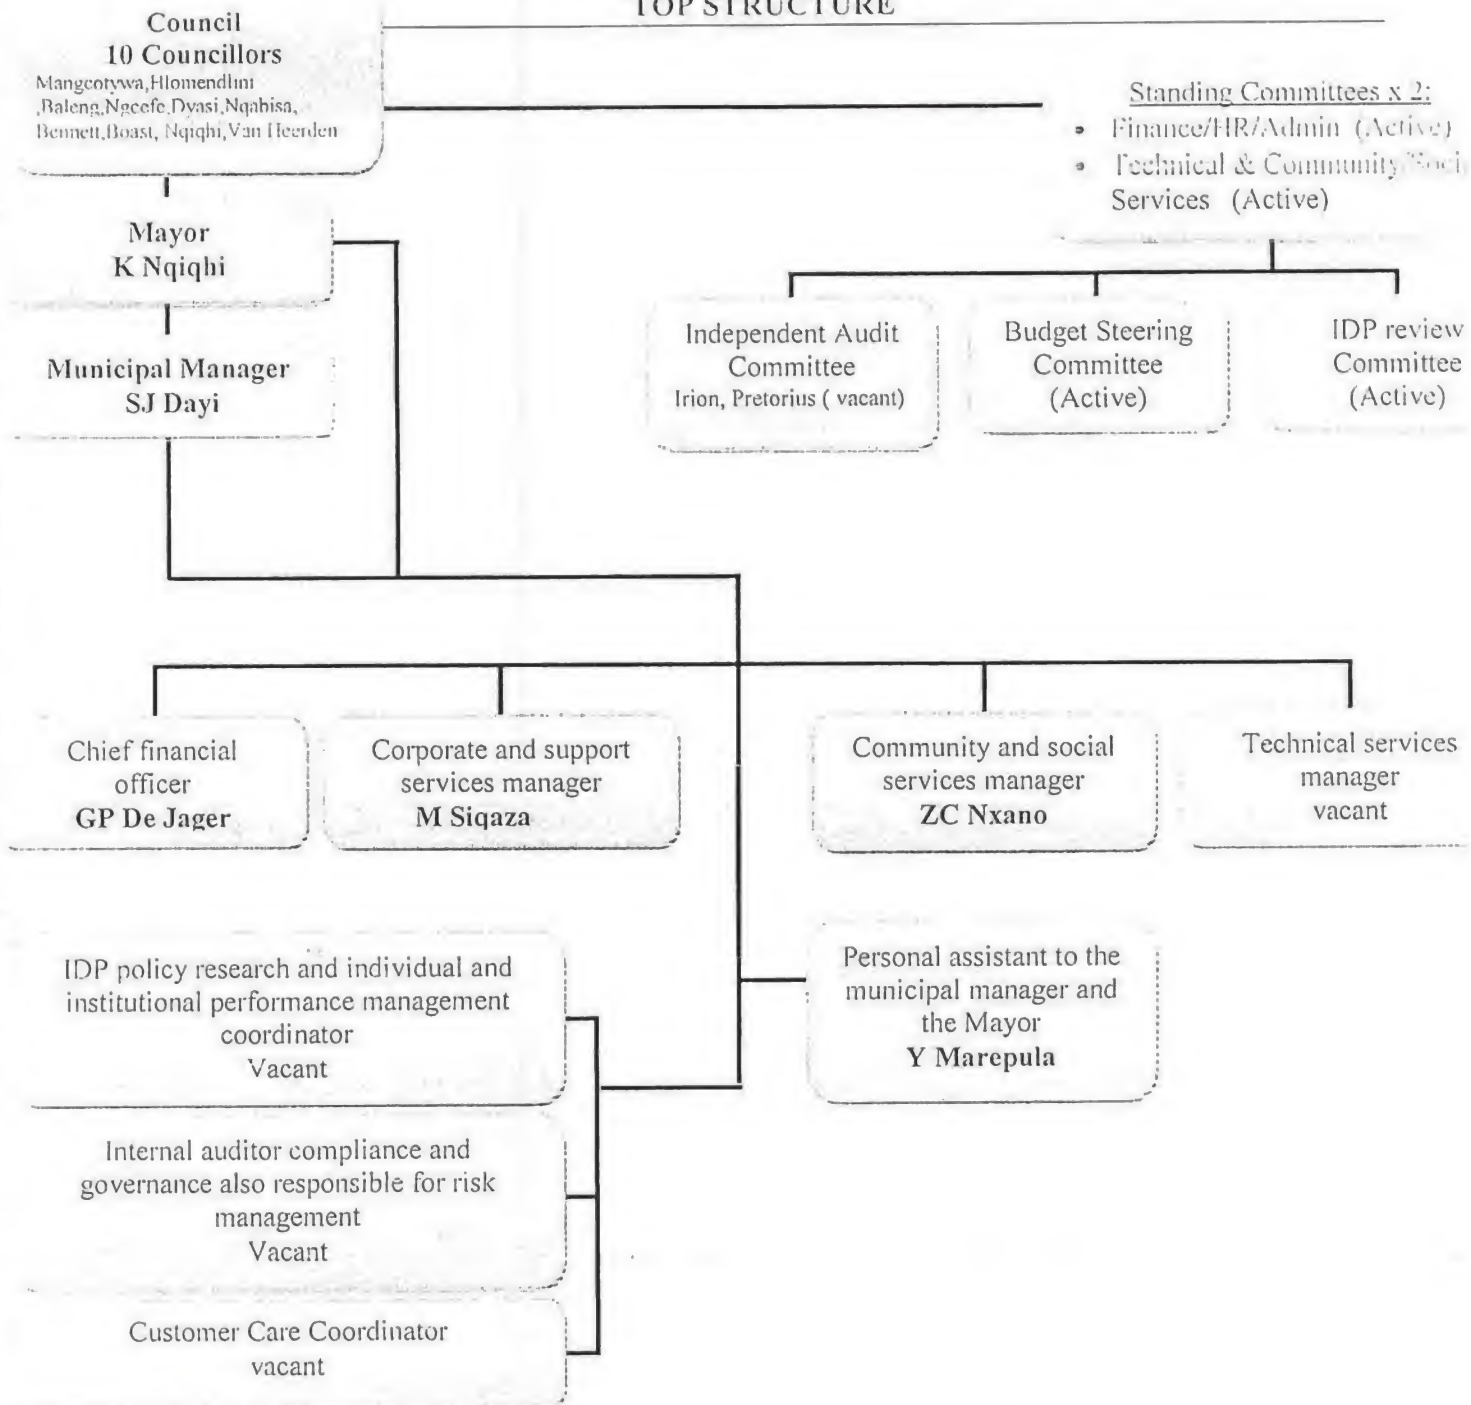 TOP STRUCTURE
Council
10 Councillors
Mangcotywa,Hlomendlini
,Baleng,Ngcefe,Dyasi,Nqabisa,
Bennett,Boast, Nqiqhi,Van Heerden
Standing Committees x 2:
• Finance/HR/Admin (Active)
• Technical & Community/Soci
Services (Active)
Mayor
K Nqiqhi
Municipal Manager
SJ Dayi
Independent Audit
Committee
Irion, Pretorius ( vacant)
Budget Steering
Committee
(Active)
IDP review
Committee
(Active)
Chief financial
officer
GP De Jager
Corporate and support
services manager
M Siqaza
Community and social
services manager
ZC Nxano
Technical services
manager
vacant
IDP policy research and individual and
institutional performance management
coordinator
Vacant
Personal assistant to the
municipal manager and
the Mayor
Y Marepula
Internal auditor compliance and
governance also responsible for risk
management
Vacant
Customer Care Coordinator
vacant